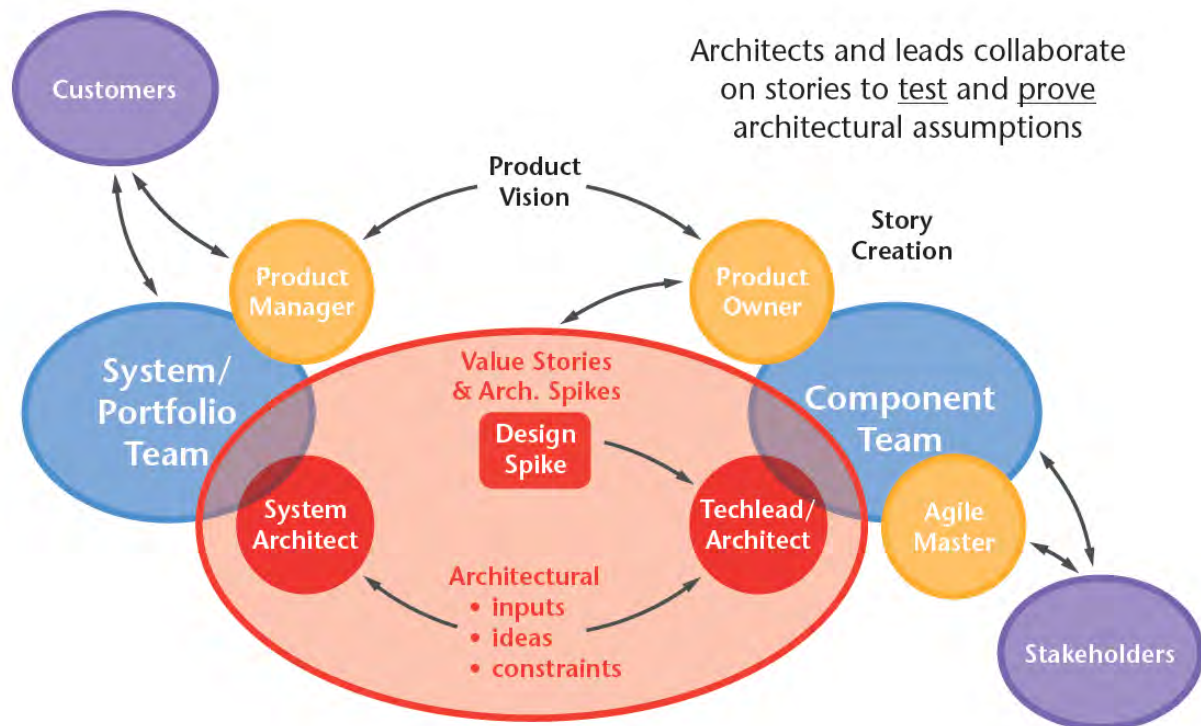 Customers
Architects and leads collaborate
on stories to test and prove
architectural assumptions
Product
Vision
Story
Creation
Product
Manager
Product
Owner
System/
Portfolio
Team
Value Stories
& Arch. Spikes
Design
Spike
Component
Team
System
Architect
Techlead/
Architect
Agile
Master
Architectural
• inputs
• ideas
• constraints
Stakeholders